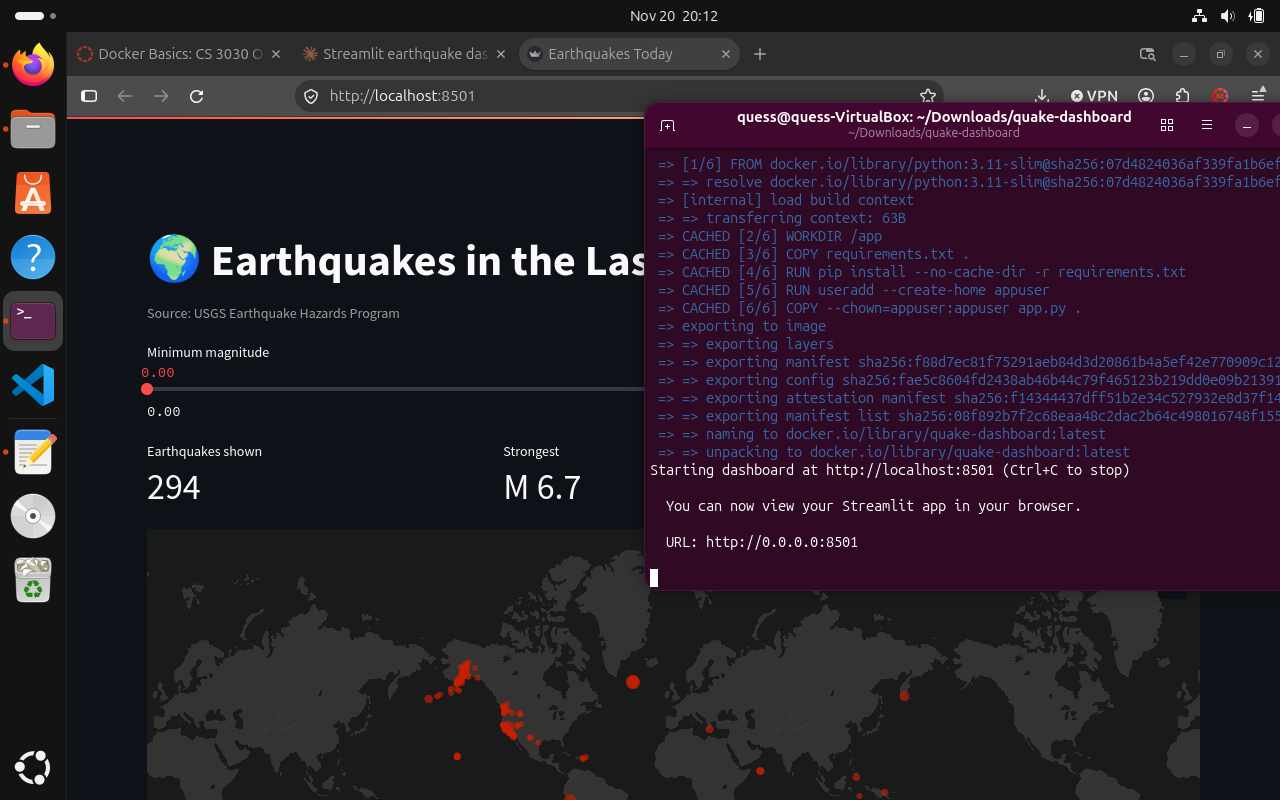 Nov 20 20:12
Docker Basics: CS 3030 O
Streamlit earthquake das
Earthquakes Today
http://localhost:8501
VPN
quess@quess-VirtualBox: ~/Downloads/quake-dashboard
~/Downloads/quake-dashboard
🌍 Earthquakes in the Las
Source: USGS Earthquake Hazards Program
Minimum magnitude
0.00
0.00
Earthquakes shown
294
Strongest
M 6.7
=> [1/6] FROM docker.io/library/python:3.11-slim@sha256:07d4824036af339fa1b6ef
=> => resolve docker.io/library/python:3.11-slim@sha256:07d4824036af339fa1b6ef
=> [internal] load build context
=> => transferring context: 63B
=> CACHED [2/6] WORKDIR /app
=> CACHED [3/6] COPY requirements.txt .
=> CACHED [4/6] RUN pip install --no-cache-dir -r requirements.txt
=> CACHED [5/6] RUN useradd --create-home appuser
=> CACHED [6/6] COPY --chown=appuser:appuser app.py .
=> exporting to image
=> => exporting layers
=> => exporting manifest sha256:f88d7ec81f75291aeb84d3d20861b4a5ef42e770909c12
=> => exporting config sha256:fae5c8604fd2438ab46b44c79f465123b219dd0e09b21391
=> => exporting attestation manifest sha256:f14344437dff51b2e34c527932e8d37f14
=> => exporting manifest list sha256:08f892b7f2c68eaa48c2dac2b64c498016748f155
=> => naming to docker.io/library/quake-dashboard:latest
=> => unpacking to docker.io/library/quake-dashboard:latest
Starting dashboard at http://localhost:8501 (Ctrl+C to stop)
You can now view your Streamlit app in your browser.
URL: http://0.0.0.0:8501